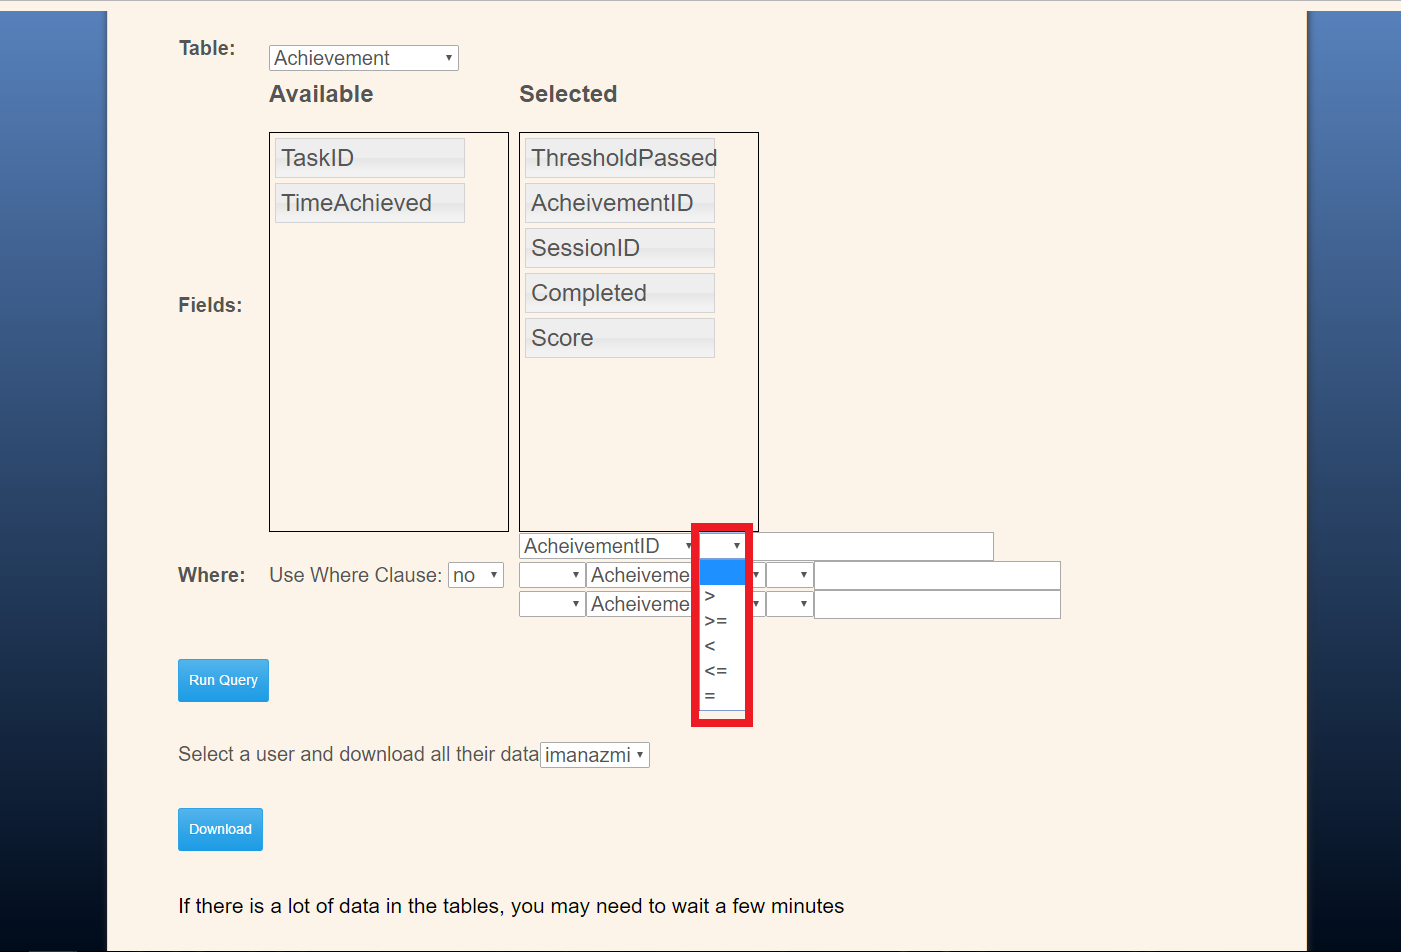 Table:
Achievement
Available Selected
TaskID ThresholdPassed
TimeAchieved AcheivementID
SessionID
Fields: Completed
Score
AcheivementID
Where: Use Where Clause: no Acheiveme
>
Acheiveme
>=
<
<=
=
Run Query
Select a user and download all their data imanazmi
Download
If there is a lot of data in the tables, you may need to wait a few minutes